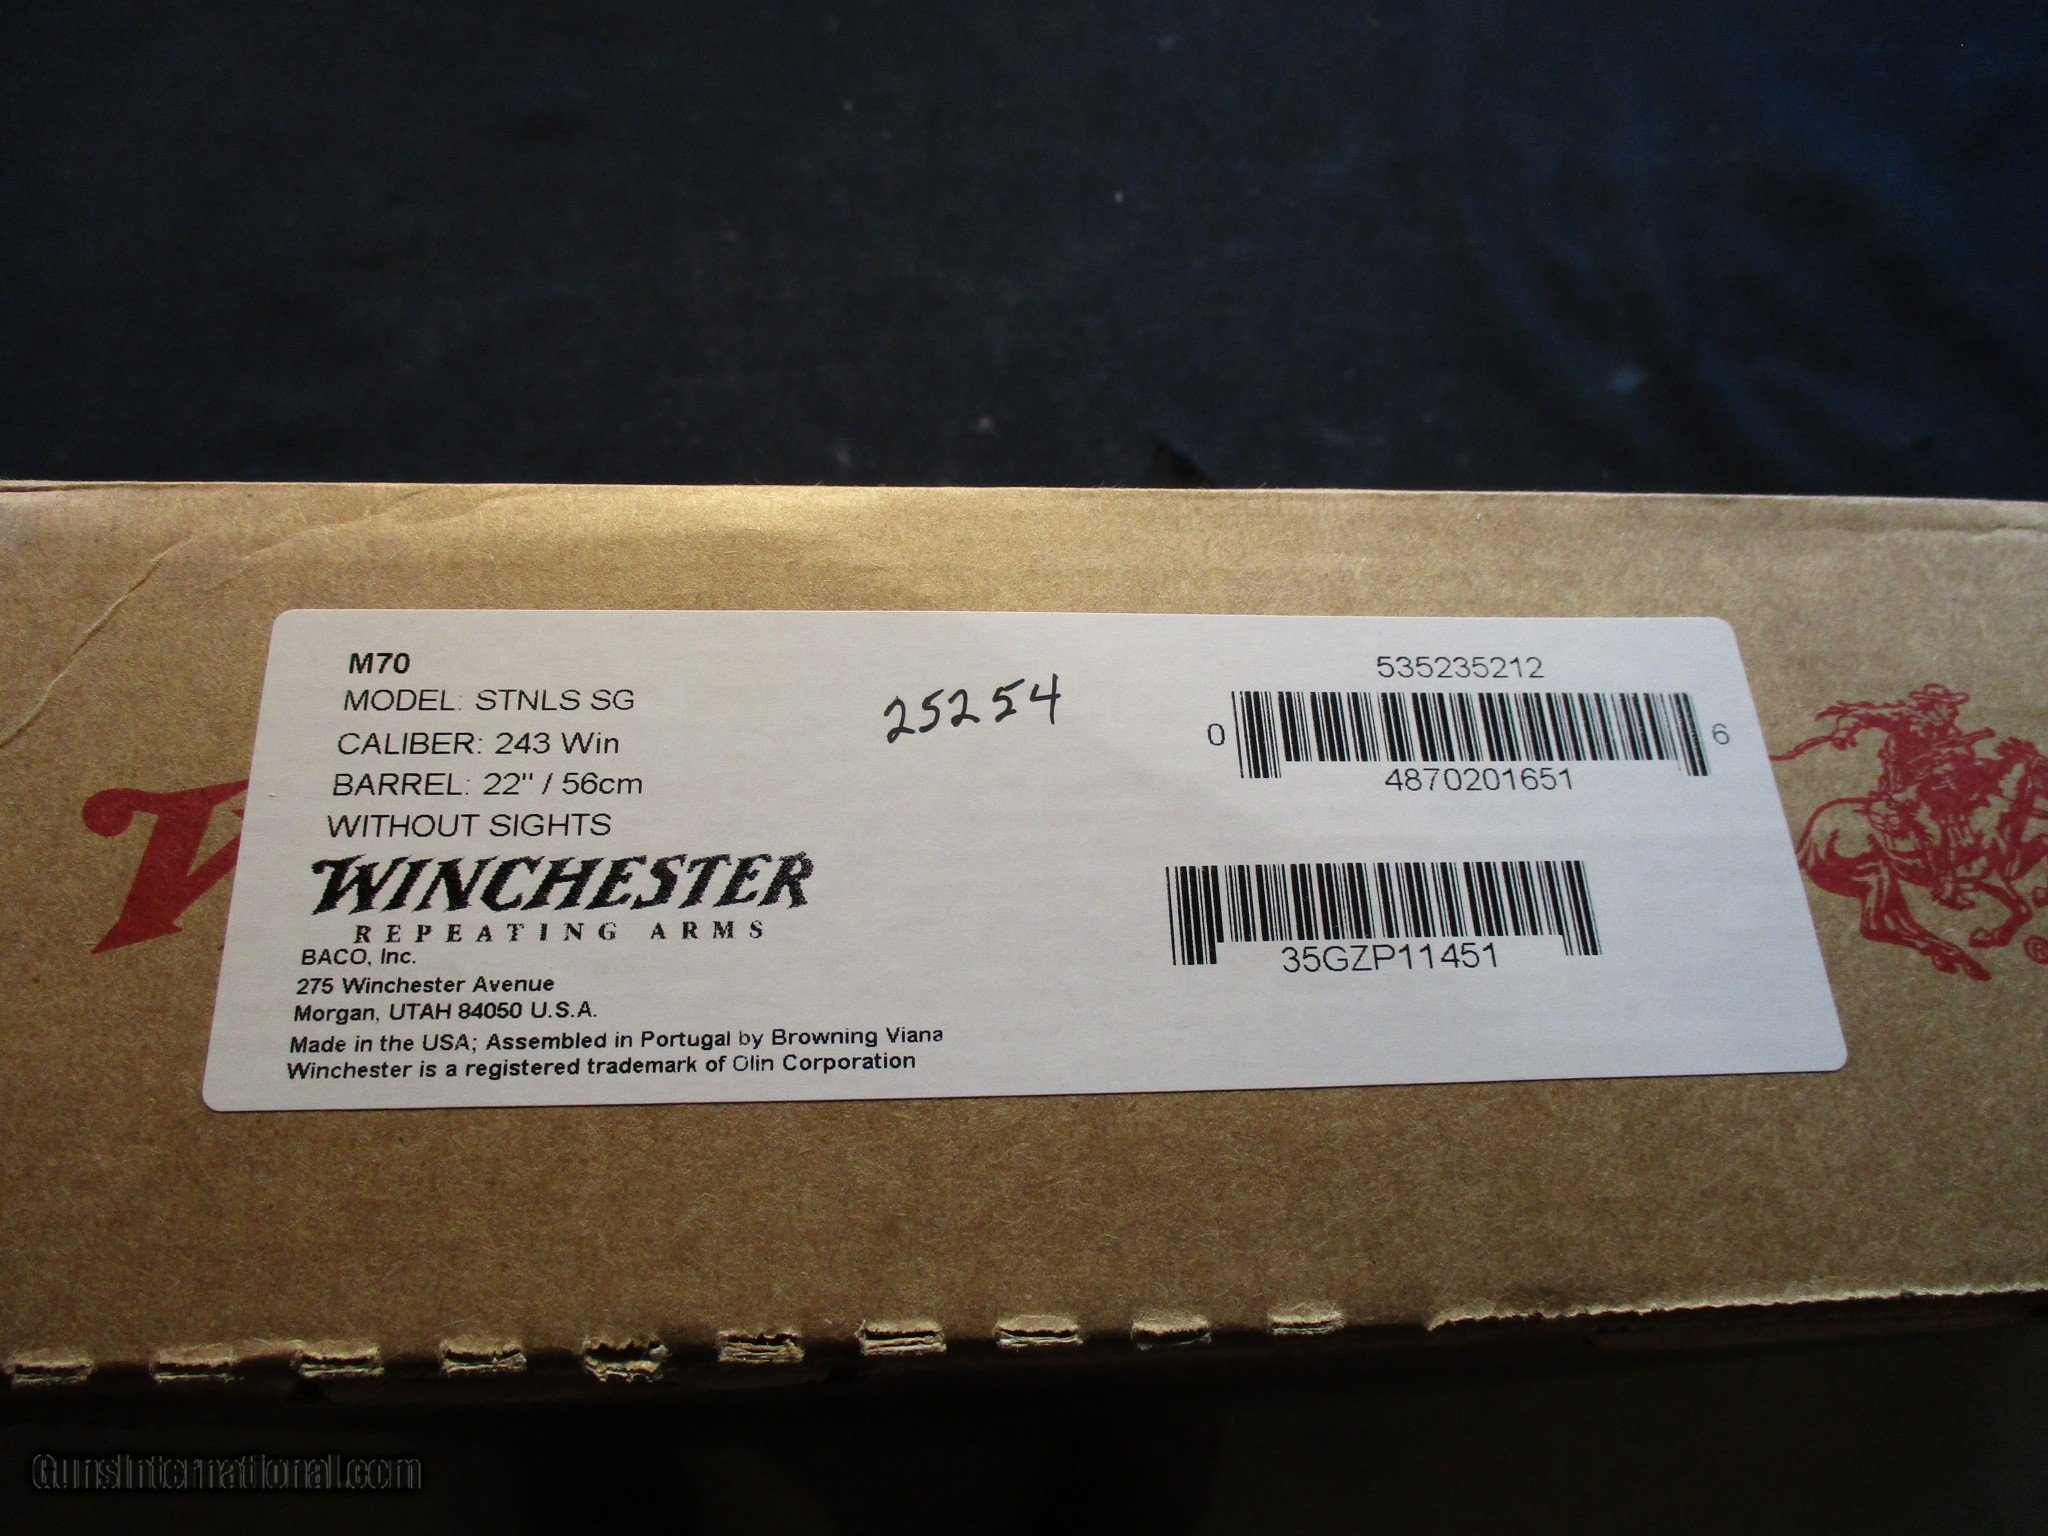 M70
MODEL: STNLS SG
CALIBER: 243 Win
BARREL: 22" / 56cm
WITHOUT SIGHTS
WINCHESTER
REPEATING ARMS
BACO, Inc.
275 Winchester Avenue
Morgan, UTAH 84050 U.S.A.
Made in the USA; Assembled in Portugal by Browning Viana
Winchester is a registered trademark of Olin Corporation
25254
535235212
0 6
4870201651
35GZP11451
W
®
GunsInternational.com